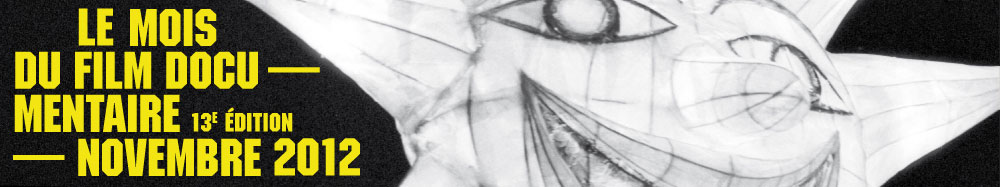 LE MOIS
DU FILM DOCU —
MENTAIRE 13E ÉDITION
— NOVEMBRE 2012